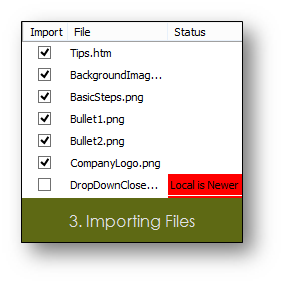 Import File Status
Tips.htm
BackgroundImag...
BasicSteps.png
Bullet1.png
Bullet2.png
CompanyLogo.png
DropDownClose... Local is Newer
3. Importing Files